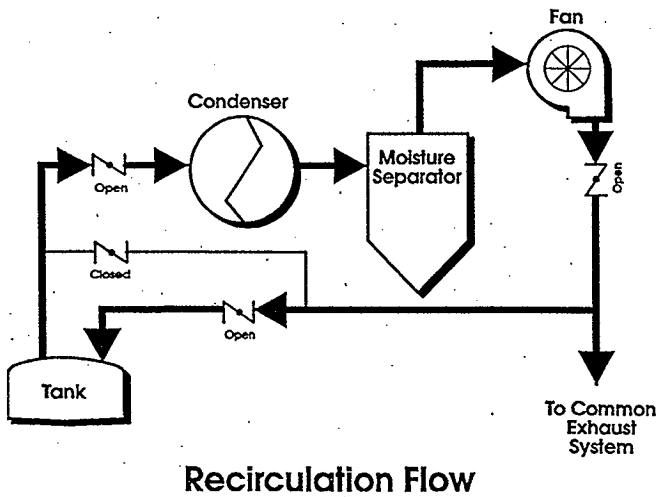 Fan
Condenser
Open
Moisture
Separator
Open
Closed
Open
Tank
To Common
Exhaust
System
Recirculation Flow